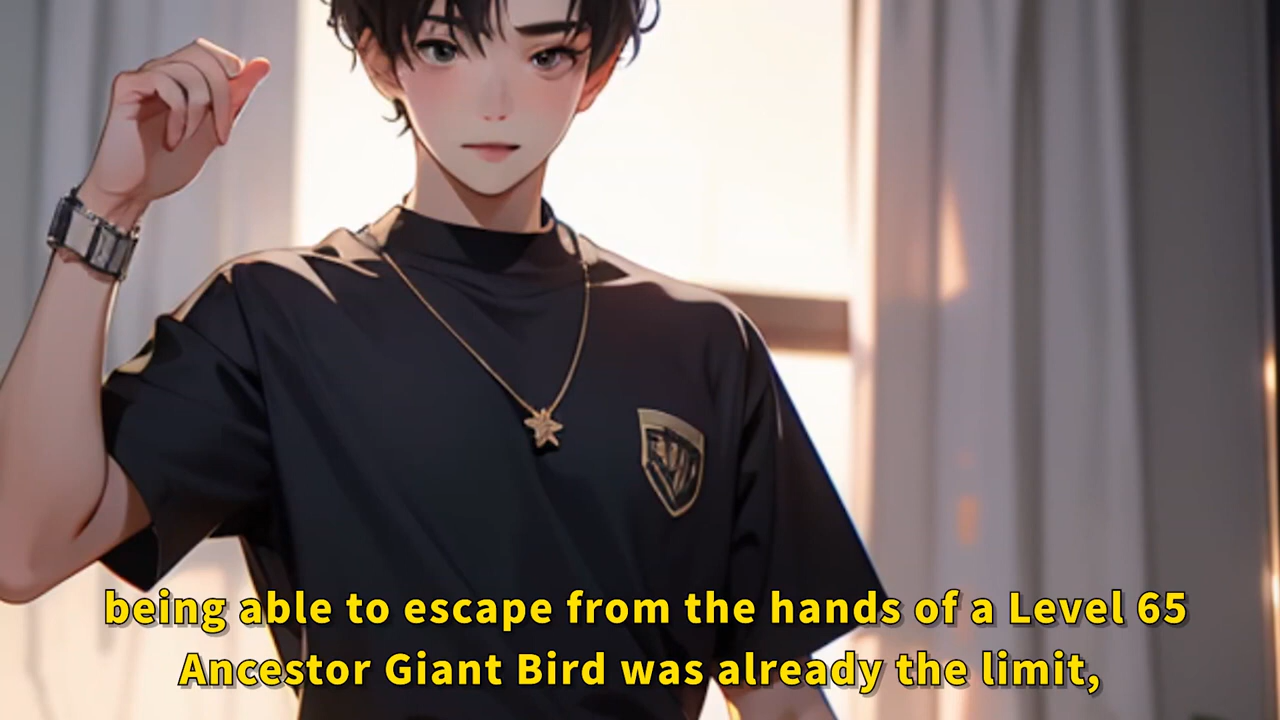 being able to escape from the hands of a Level 65
Ancestor Giant Bird was already the limit,